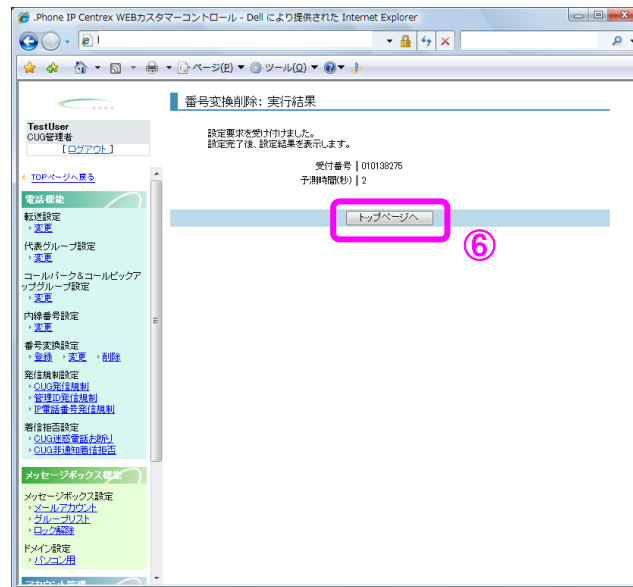 .Phone IP Centrex WEBカスタマーコントロール - Dell により提供された Internet Explorer
ページ(P) ツール(O)
番号変換削除: 実行結果
TestUser
CUG管理者
[ログアウト]
設定要求を受け付けました。
設定完了後、設定結果を表示します。
受付番号 010138275
予測時間(秒) 2
トップページへ
⑥
TOPページへ戻る
電話機能
転送設定
変更
代表グループ設定
変更
コールパーク&コールピックア
ップグループ設定
変更
内線番号設定
変更
番号変換設定
登録 変更 削除
発信規制設定
CUG発信規制
管理ID発信規制
IP電話番号発信規制
着信拒否設定
CUG迷惑電話お断り
CUG非通知着信拒否
メッセージボックス機能
メッセージボックス設定
メールアカウント
グループリスト
ロック解除
ドメイン設定
パソコン用
アカウント管理